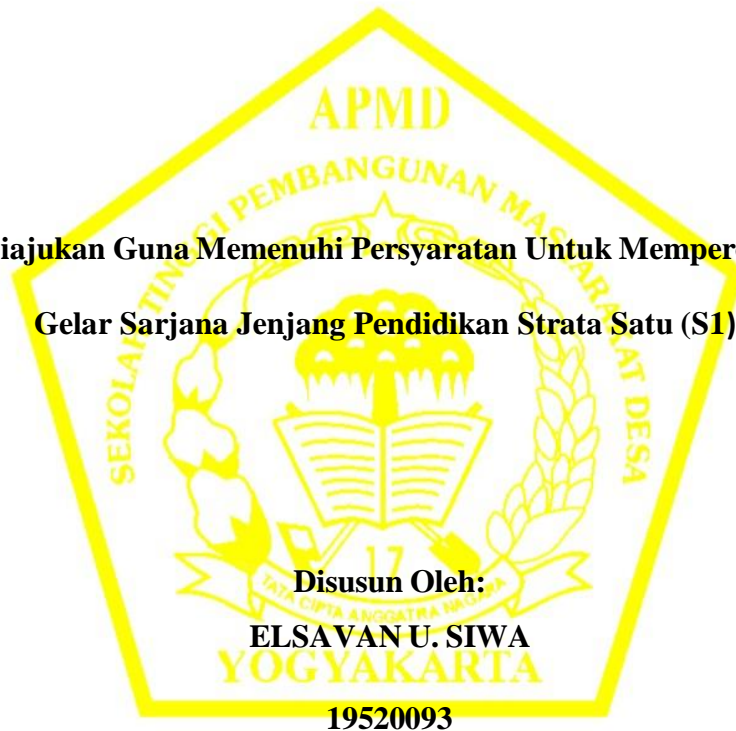 APMD
SEKOLAH TINGGI PEMBANGUNAN MASYARAKAT DESA
iajukan Guna Memenuhi Persyaratan Untuk Memper
Gelar Sarjana Jenjang Pendidikan Strata Satu (S1)
17
TATA CIPTA ANGGATRA NAGARA
Disusun Oleh:
ELSAVAN U. SIWA
YOGYAKARTA
19520093